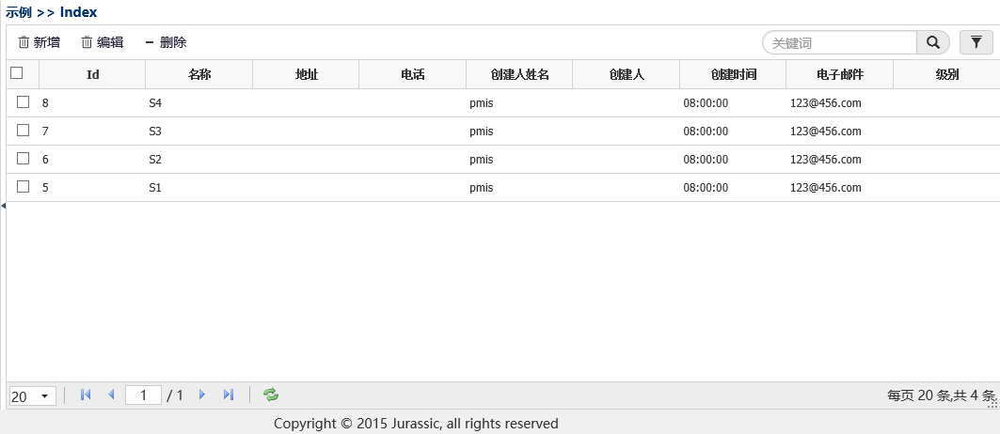 示例 >> Index
新增 编辑 删除 关键词
Id 名称 地址 电话 创建人姓名 创建人 创建时间 电子邮件 级别
8 S4 pmis 08:00:00 123@456.com
7 S3 pmis 08:00:00 123@456.com
6 S2 pmis 08:00:00 123@456.com
5 S1 pmis 08:00:00 123@456.com
20 1 / 1 每页 20 条,共 4 条
Copyright © 2015 Jurassic, all rights reserved